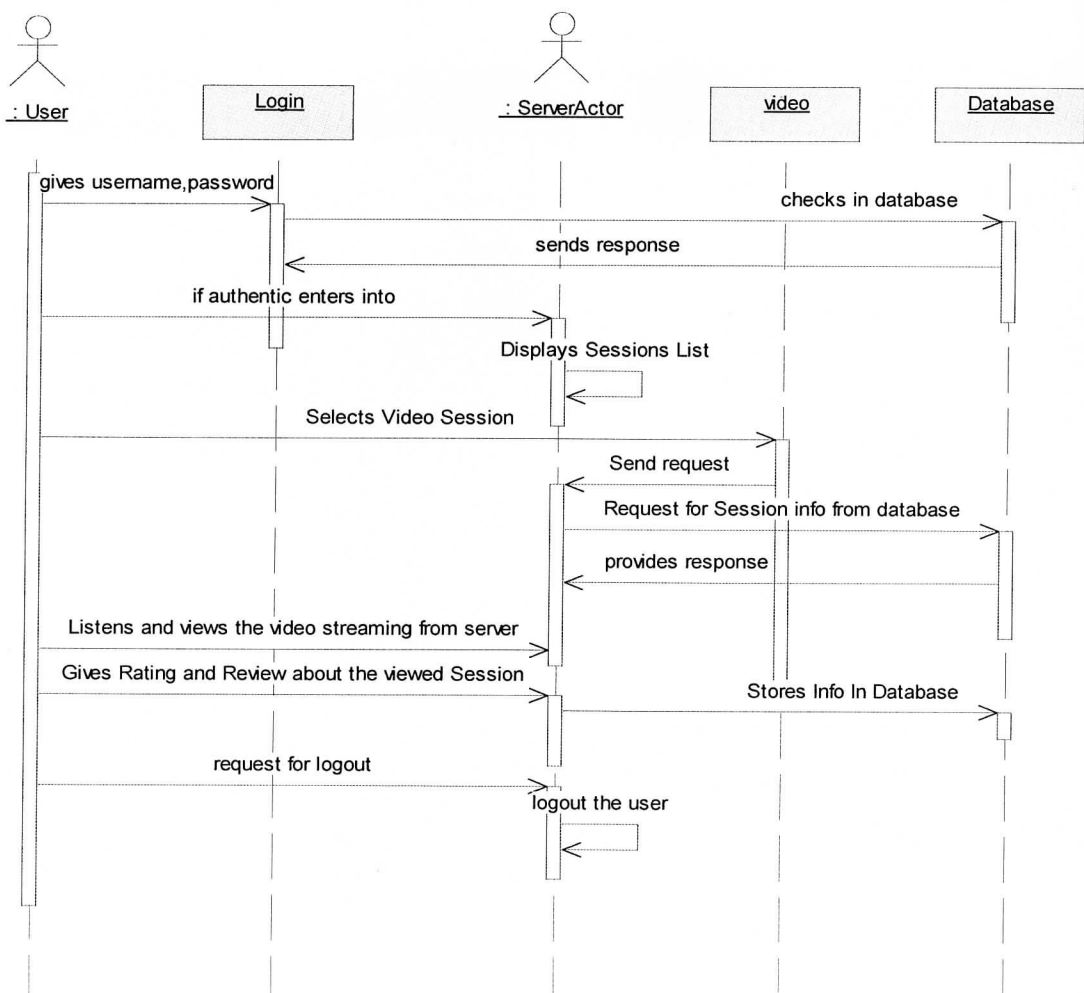 : User
Login
: ServerActor
video
Database
gives username,password
checks in database
sends response
if authentic enters into
Displays Sessions List
Selects Video Session
Send request
Request for Session info from database
provides response
Listens and views the video streaming from server
Gives Rating and Review about the viewed Session
Stores Info In Database
request for logout
logout the user